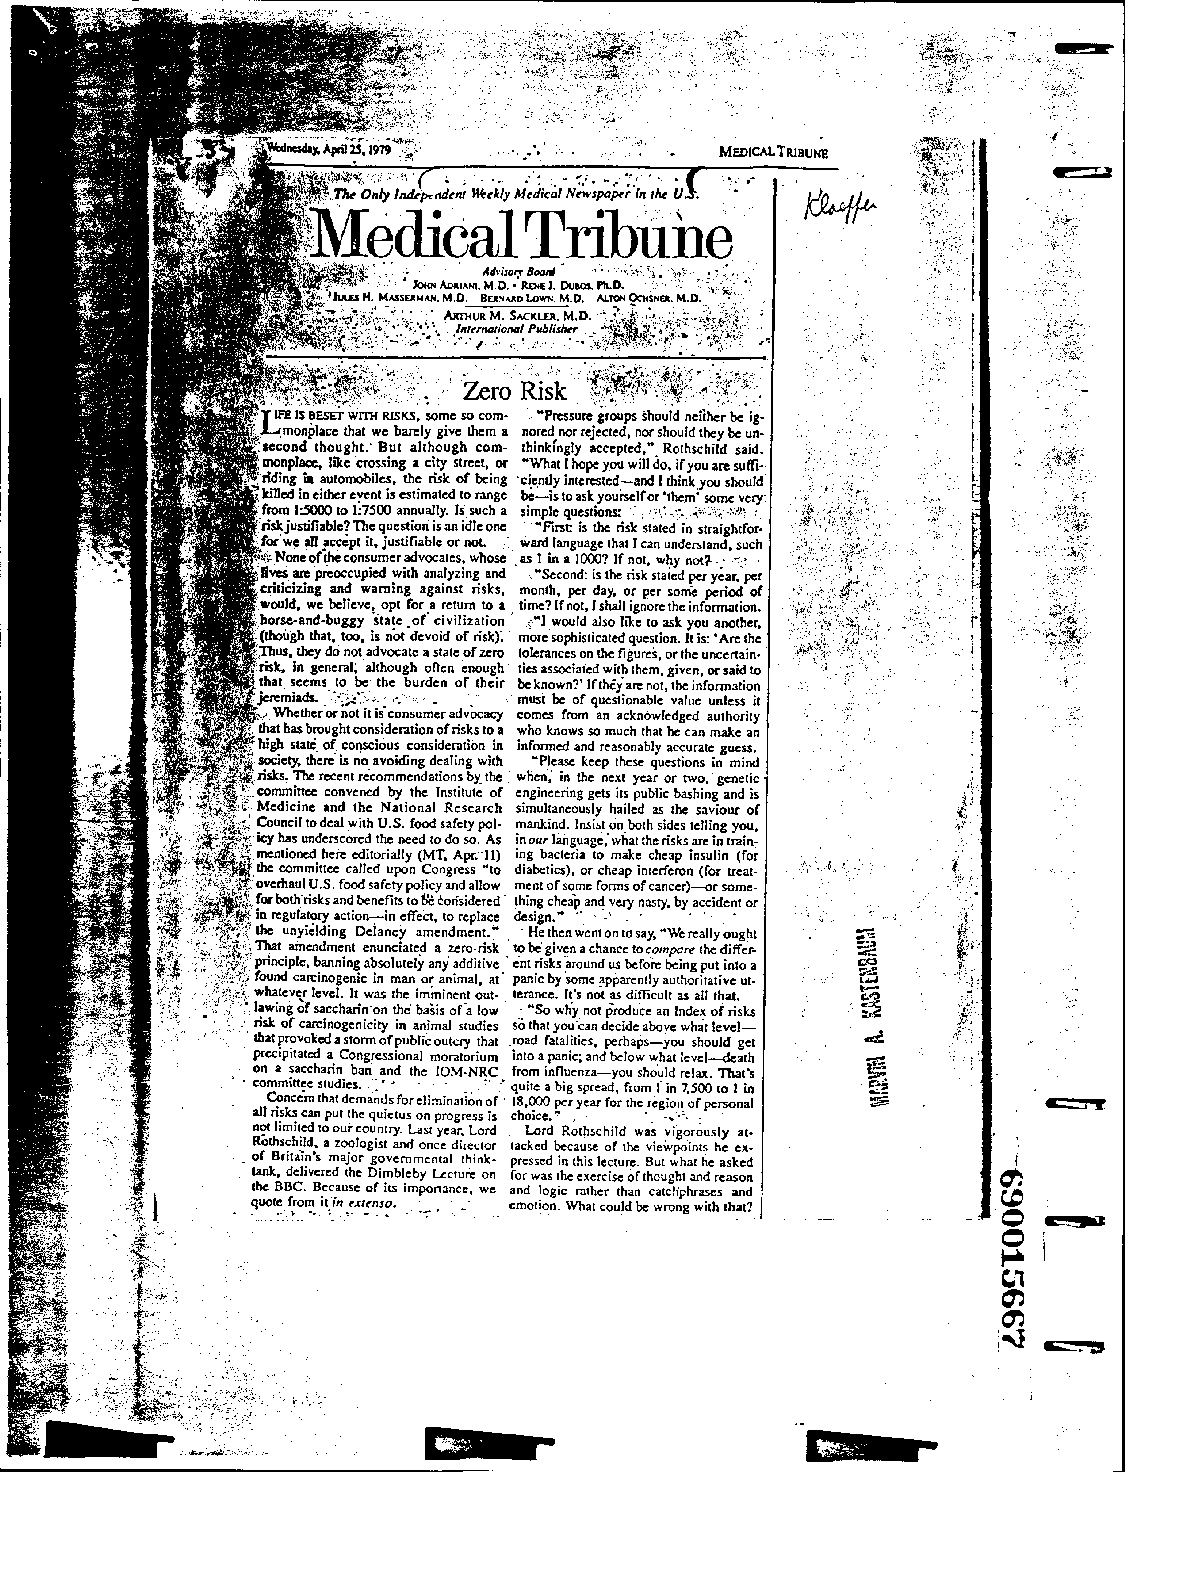 Wednesday, April 25, 1979
MEDICAL TRIBUNE
The Only Independent Weekly Medical Newspaper in the U.S.
Medical Tribune
Advisory Board
JOHN ADRIANI, M.D. • RENE J. DUBOS, Ph.D.
JULES H. MASSERMAN, M.D. BERNARD LOWN, M.D. ALTON OCHSNER, M.D.
ARTHUR M. SACKLER, M.D.
International Publisher
Zero Risk
LIFE IS BESET WITH RISKS, some so com-
monplace that we barely give them a
second thought. But although com-
monplace, like crossing a city street, or
riding in automobiles, the risk of being
killed in either event is estimated to range
from 1:5000 to 1:7500 annually. Is such a
risk justifiable? The question is an idle one
for we all accept it, justifiable or not.
None of the consumer advocates, whose
lives are preoccupied with analyzing and
criticizing and warning against risks,
would, we believe, opt for a return to a
horse-and-buggy state of civilization
(though that, too, is not devoid of risk).
Thus, they do not advocate a state of zero
risk, in general, although often enough
that seems to be the burden of their
jeremiads.
Whether or not it is consumer advocacy
that has brought consideration of risks to a
high state of conscious consideration in
society, there is no avoiding dealing with
risks. The recent recommendations by the
committee convened by the Institute of
Medicine and the National Research
Council to deal with U.S. food safety pol-
icy has underscored the need to do so. As
mentioned here editorially (MT, Apr. 11)
the committee called upon Congress "to
overhaul U.S. food safety policy and allow
for both risks and benefits to be considered
in regulatory action—in effect, to replace
the unyielding Delaney amendment."
That amendment enunciated a zero-risk
principle, banning absolutely any additive
found carcinogenic in man or animal, at
whatever level. It was the imminent out-
lawing of saccharin on the basis of a low
risk of carcinogenicity in animal studies
that provoked a storm of public outcry that
precipitated a Congressional moratorium
on a saccharin ban and the IOM-NRC
committee studies.
Concern that demands for elimination of
all risks can put the quietus on progress is
not limited to our country. Last year, Lord
Rothschild, a zoologist and once director
of Britain's major governmental think-
tank, delivered the Dimbleby Lecture on
the BBC. Because of its importance, we
quote from it in extenso.
"Pressure groups should neither be ig-
nored nor rejected, nor should they be un-
thinkingly accepted," Rothschild said.
"What I hope you will do, if you are suffi-
ciently interested—and I think you should
be—is to ask yourself or 'them' some very
simple questions:
"First: is the risk stated in straightfor-
ward language that I can understand, such
as 1 in a 1000? If not, why not?
"Second: is the risk stated per year, per
month, per day, or per some period of
time? If not, I shall ignore the information.
"I would also like to ask you another,
more sophisticated question. It is: 'Are the
tolerances on the figures, or the uncertain-
ties associated with them, given, or said to
be known?' If they are not, the information
must be of questionable value unless it
comes from an acknowledged authority
who knows so much that he can make an
informed and reasonably accurate guess.
"Please keep these questions in mind
when, in the next year or two, genetic
engineering gets its public bashing and is
simultaneously hailed as the saviour of
mankind. Insist on both sides telling you,
in our language, what the risks are in train-
ing bacteria to make cheap insulin (for
diabetics), or cheap interferon (for treat-
ment of some forms of cancer)—or some-
thing cheap and very nasty, by accident or
design."
He then went on to say, "We really ought
to be given a chance to compare the differ-
ent risks around us before being put into a
panic by some apparently authoritative ut-
terance. It's not as difficult as all that.
"So why not produce an Index of risks
so that you can decide above what level—
road fatalities, perhaps—you should get
into a panic; and below what level—death
from influenza—you should relax. That's
quite a big spread, from 1 in 7,500 to 1 in
18,000 per year for the region of personal
choice."
Lord Rothschild was vigorously at-
tacked because of the viewpoints he ex-
pressed in this lecture. But what he asked
for was the exercise of thought and reason
and logic rather than catchphrases and
emotion. What could be wrong with that?
Kloepfer
MARVIN A. KASTENBAUM
690015667